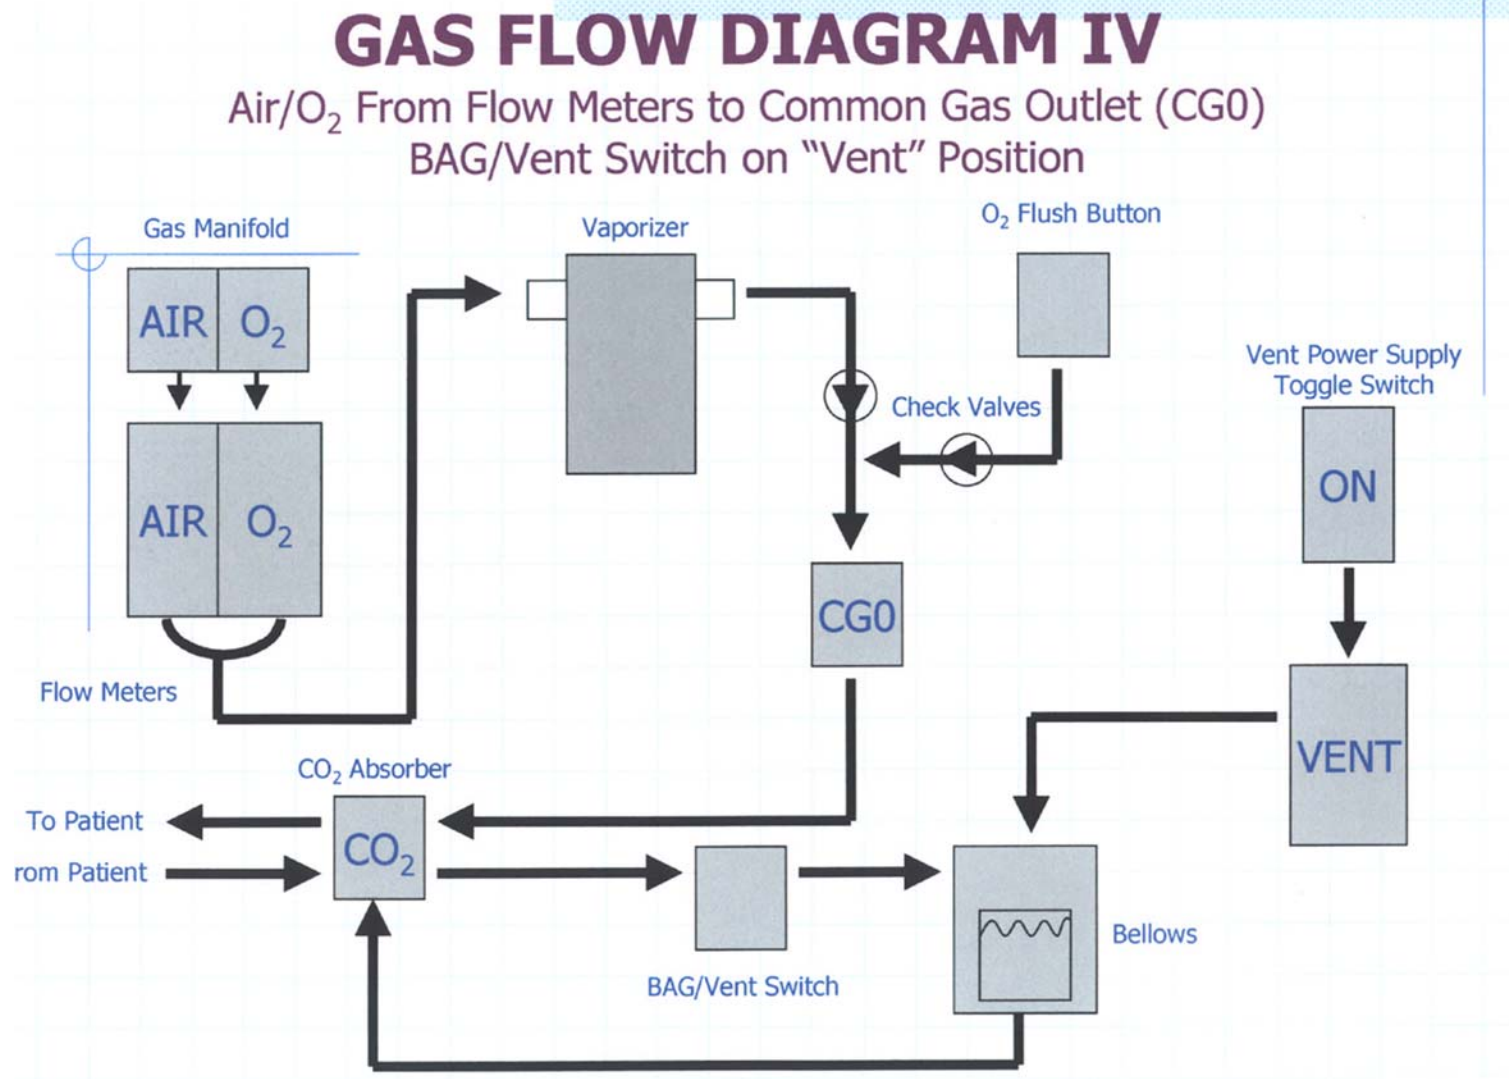 GAS FLOW DIAGRAM IV
Air/O₂ From Flow Meters to Common Gas Outlet (CG0)
BAG/Vent Switch on “Vent” Position
Gas Manifold
Vaporizer
O₂ Flush Button
AIR O₂
Vent Power Supply
Toggle Switch
Check Valves
AIR O₂
ON
CG0
Flow Meters
VENT
CO₂ Absorber
To Patient
CO₂
rom Patient
Bellows
BAG/Vent Switch